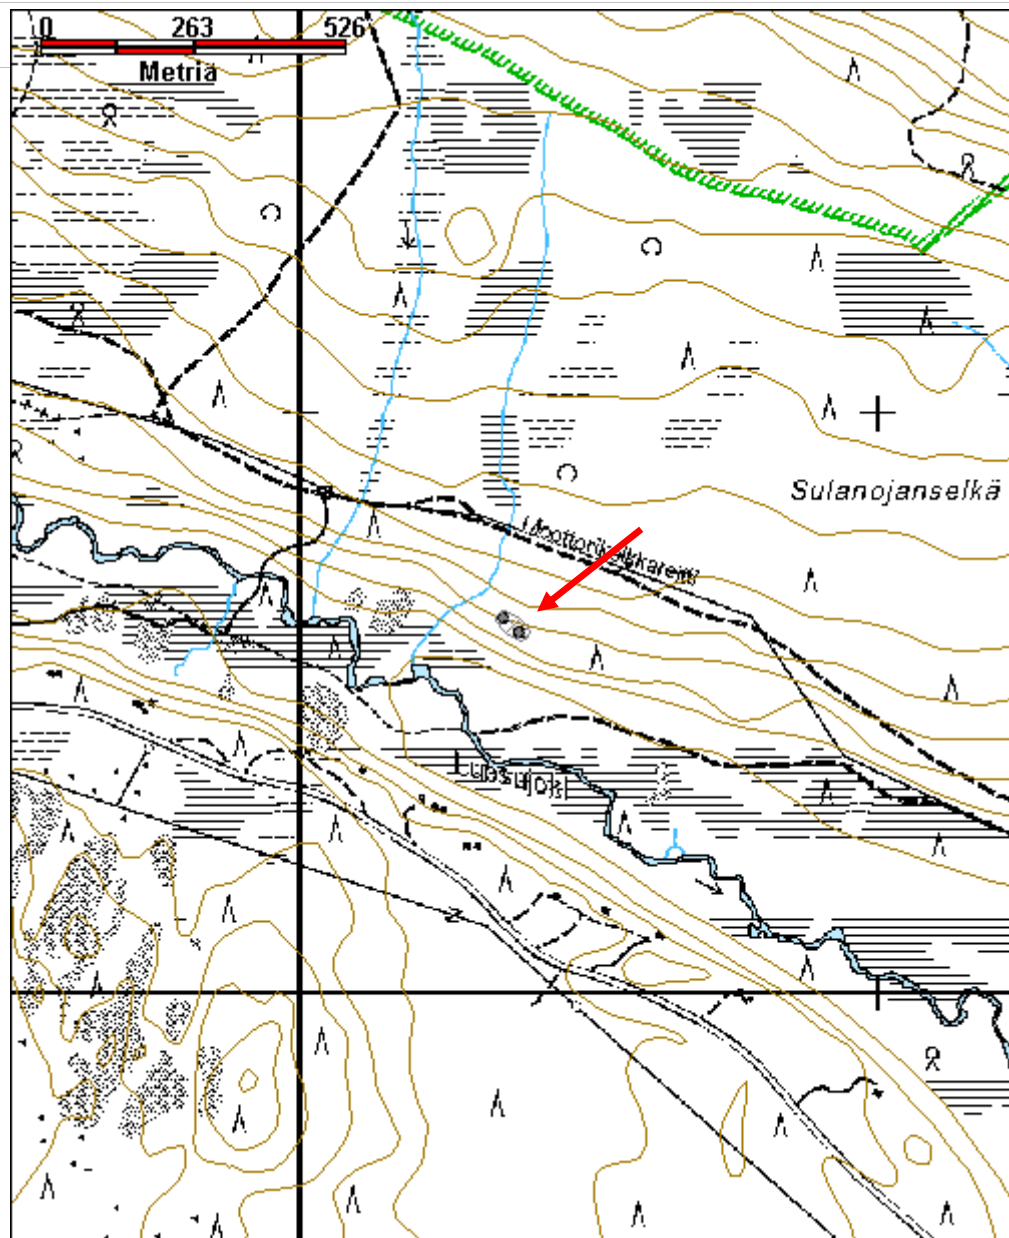 0 263 526
Metriä
Sulanojanselkä
Moottorikelkkareitti
Luosujoki
Z